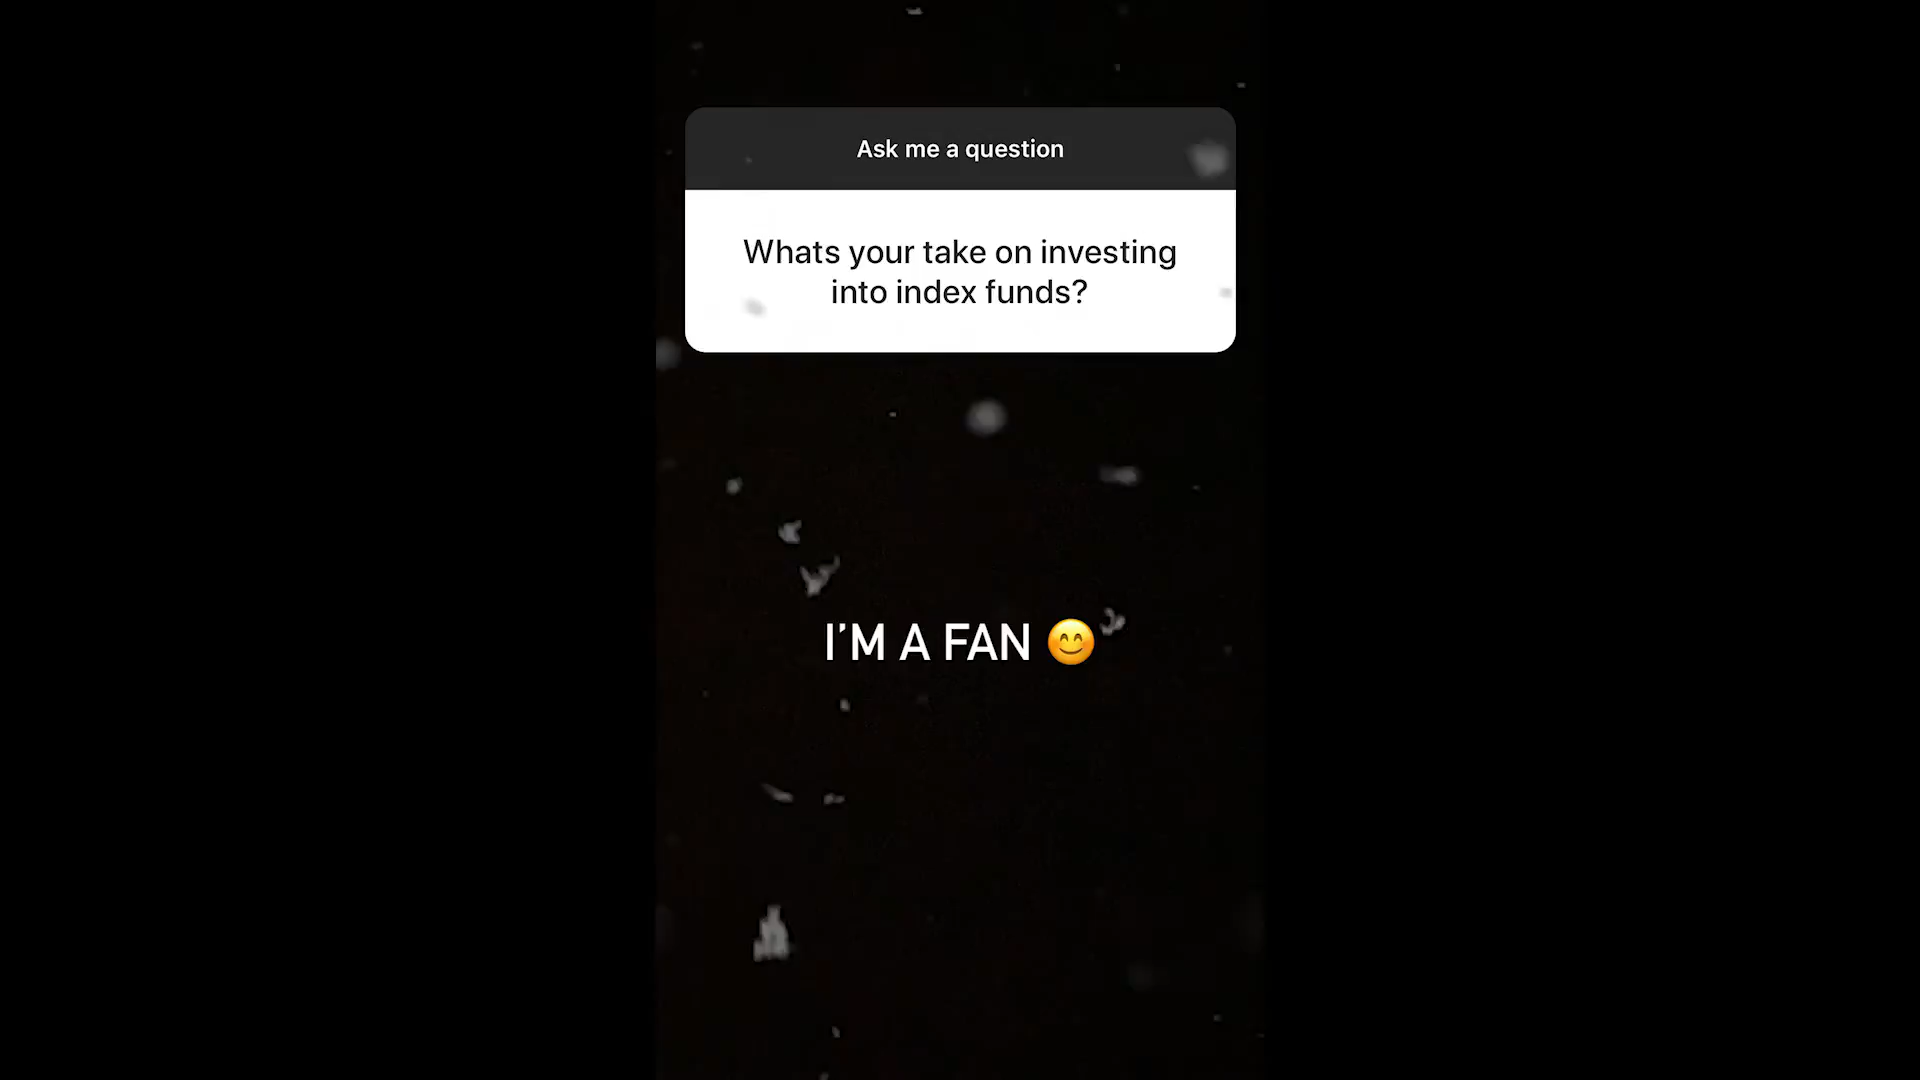 Ask me a question
Whats your take on investing
into index funds?
I'M A FAN 😊